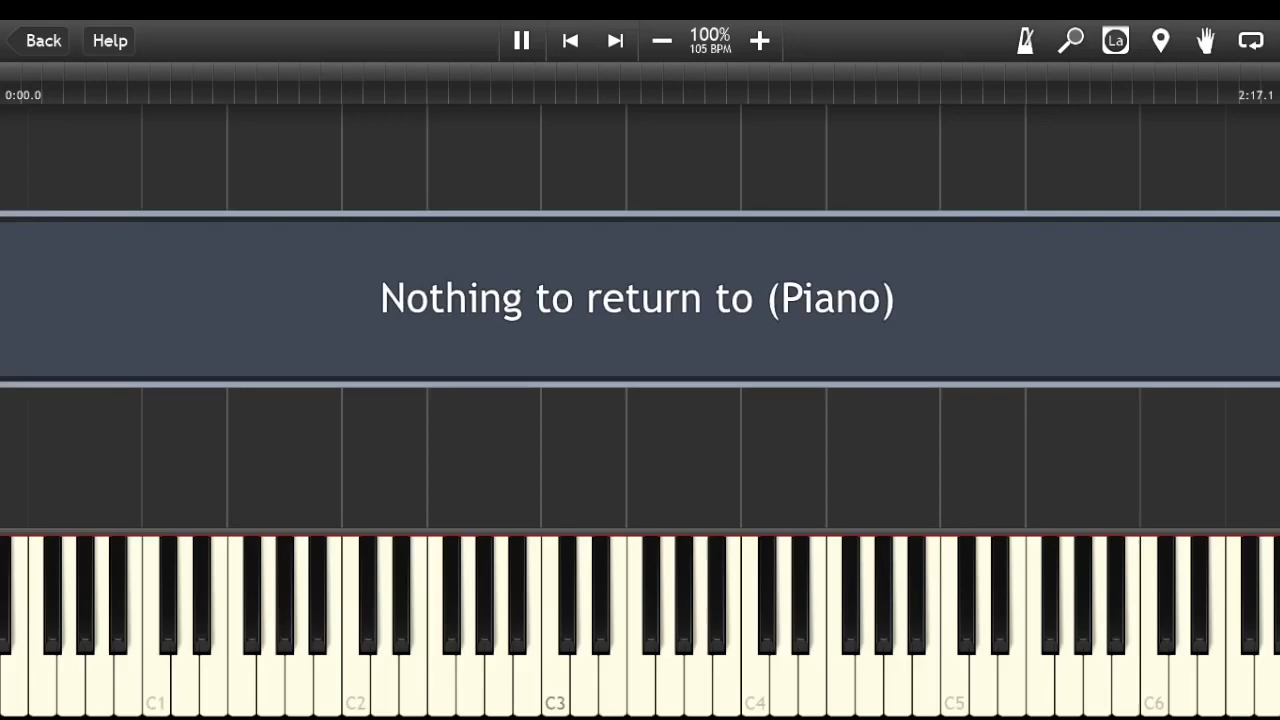 Back Help 100% La
105 BPM
0:00.0 2:17.1
Nothing to return to (Piano)
C1 C2 C3 C4 C5 C6